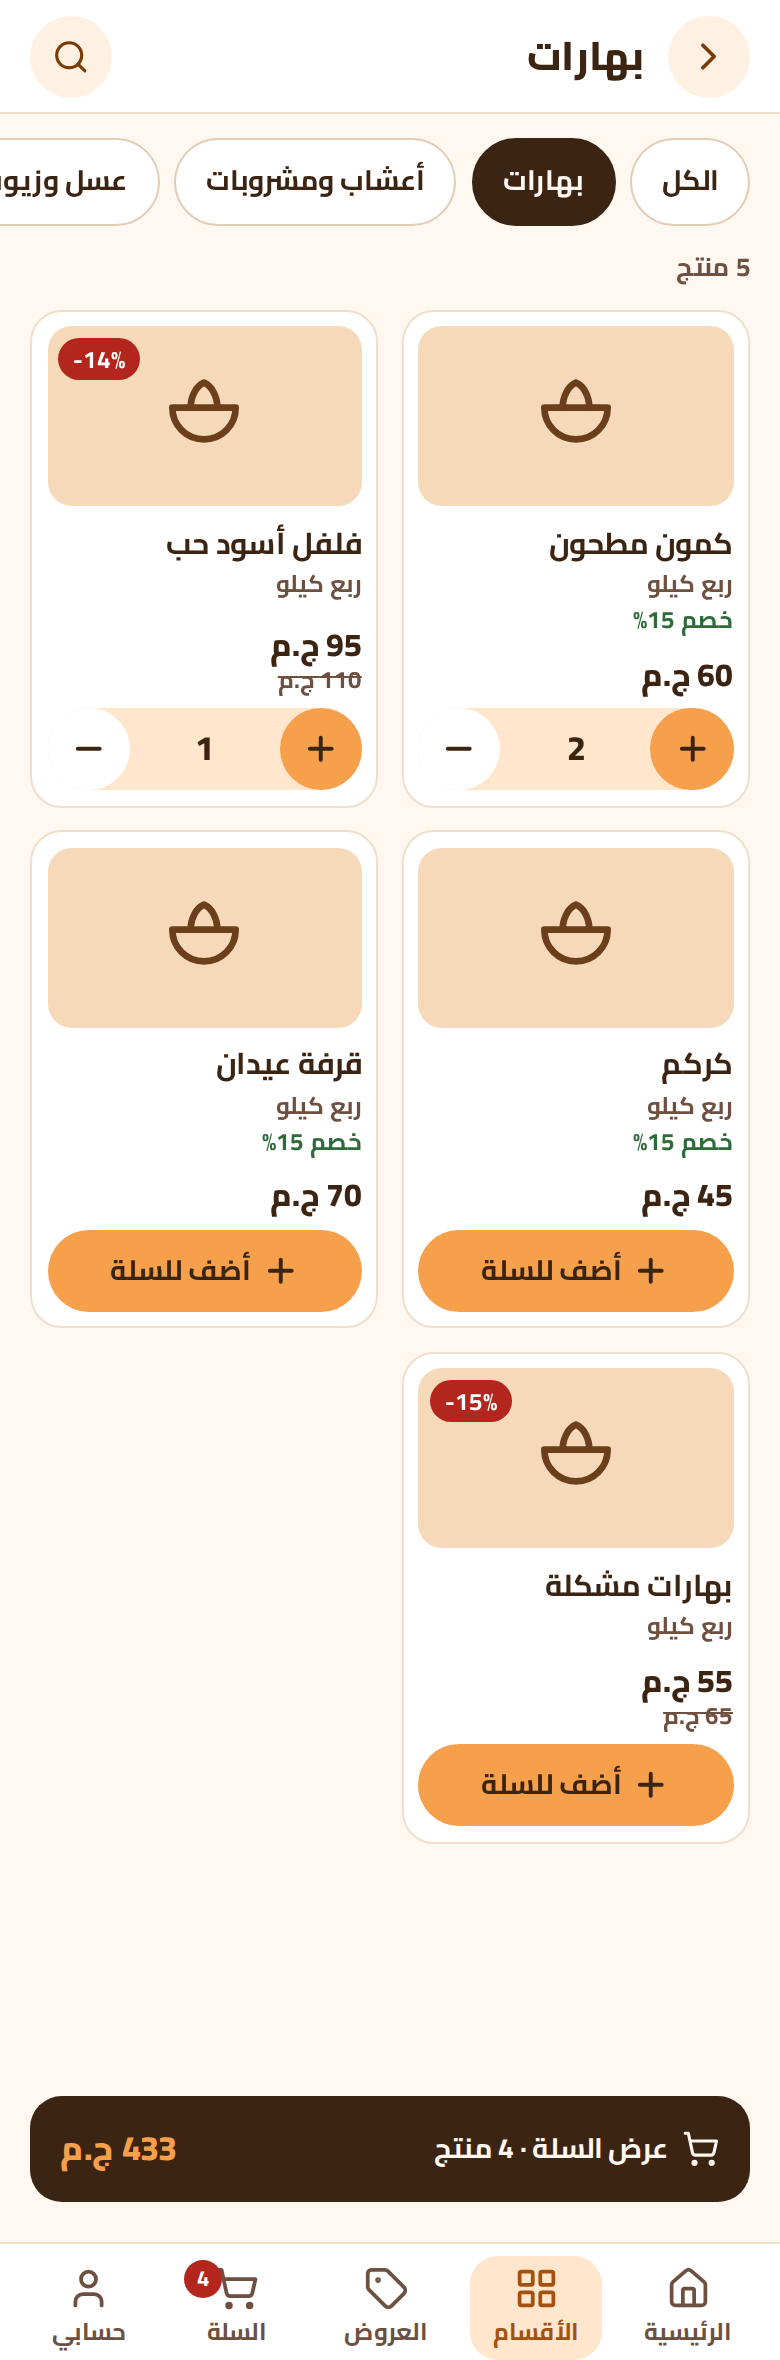 بهارات
الكل
بهارات
أعشاب ومشروبات
عسل وزيو
5 منتج
كمون مطحون
ربع كيلو
خصم 15%
60 ج.م
2
-14%
فلفل أسود حب
ربع كيلو
95 ج.م
110 ج.م
1
كركم
ربع كيلو
خصم 15%
45 ج.م
أضف للسلة
قرفة عيدان
ربع كيلو
خصم 15%
70 ج.م
أضف للسلة
-15%
بهارات مشكلة
ربع كيلو
55 ج.م
65 ج.م
أضف للسلة
عرض السلة · 4 منتج
433 ج.م
الرئيسية
الأقسام
العروض
4
السلة
حسابي